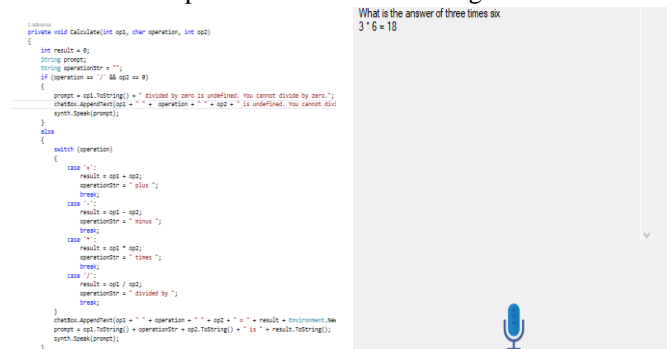 1 reference
private void Calculate(int op1, char operation, int op2)
{
int result = 0;
String prompt;
String operationStr = "";
if (operation == '/' && op2 == 0)
{
prompt = op1.ToString() + " divided by zero is undefined. You cannot divide by zero.";
chatBox.AppendText(op1 + " " + operation + " " + op2 + " is undefined. You cannot divi
synth.Speak(prompt);
}
else
{
switch (operation)
{
case '+':
result = op1 + op2;
operationStr = " plus ";
break;
case '-':
result = op1 - op2;
operationStr = " minus ";
break;
case '*':
result = op1 * op2;
operationStr = " times ";
break;
case '/':
result = op1 / op2;
operationStr = " divided by ";
break;
}
chatBox.AppendText(op1 + " " + operation + " " + op2 + " = " + result + Environment.New
prompt = op1.ToString() + operationStr + op2.ToString() + " is " + result.ToString();
synth.Speak(prompt);
}
What is the answer of three times six
3 * 6 = 18